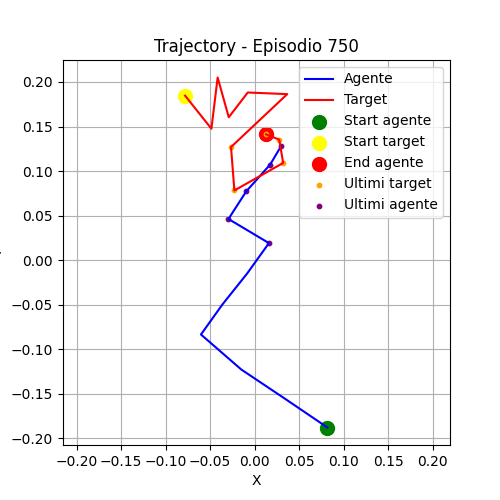 Trajectory - Episodio 750
Agente
Target
Start agente
Start target
End agente
Ultimi target
Ultimi agente
0.20
0.15
0.10
0.05
0.00
−0.05
−0.10
−0.15
−0.20
−0.20 −0.15 −0.10 −0.05 0.00 0.05 0.10 0.15 0.20
X